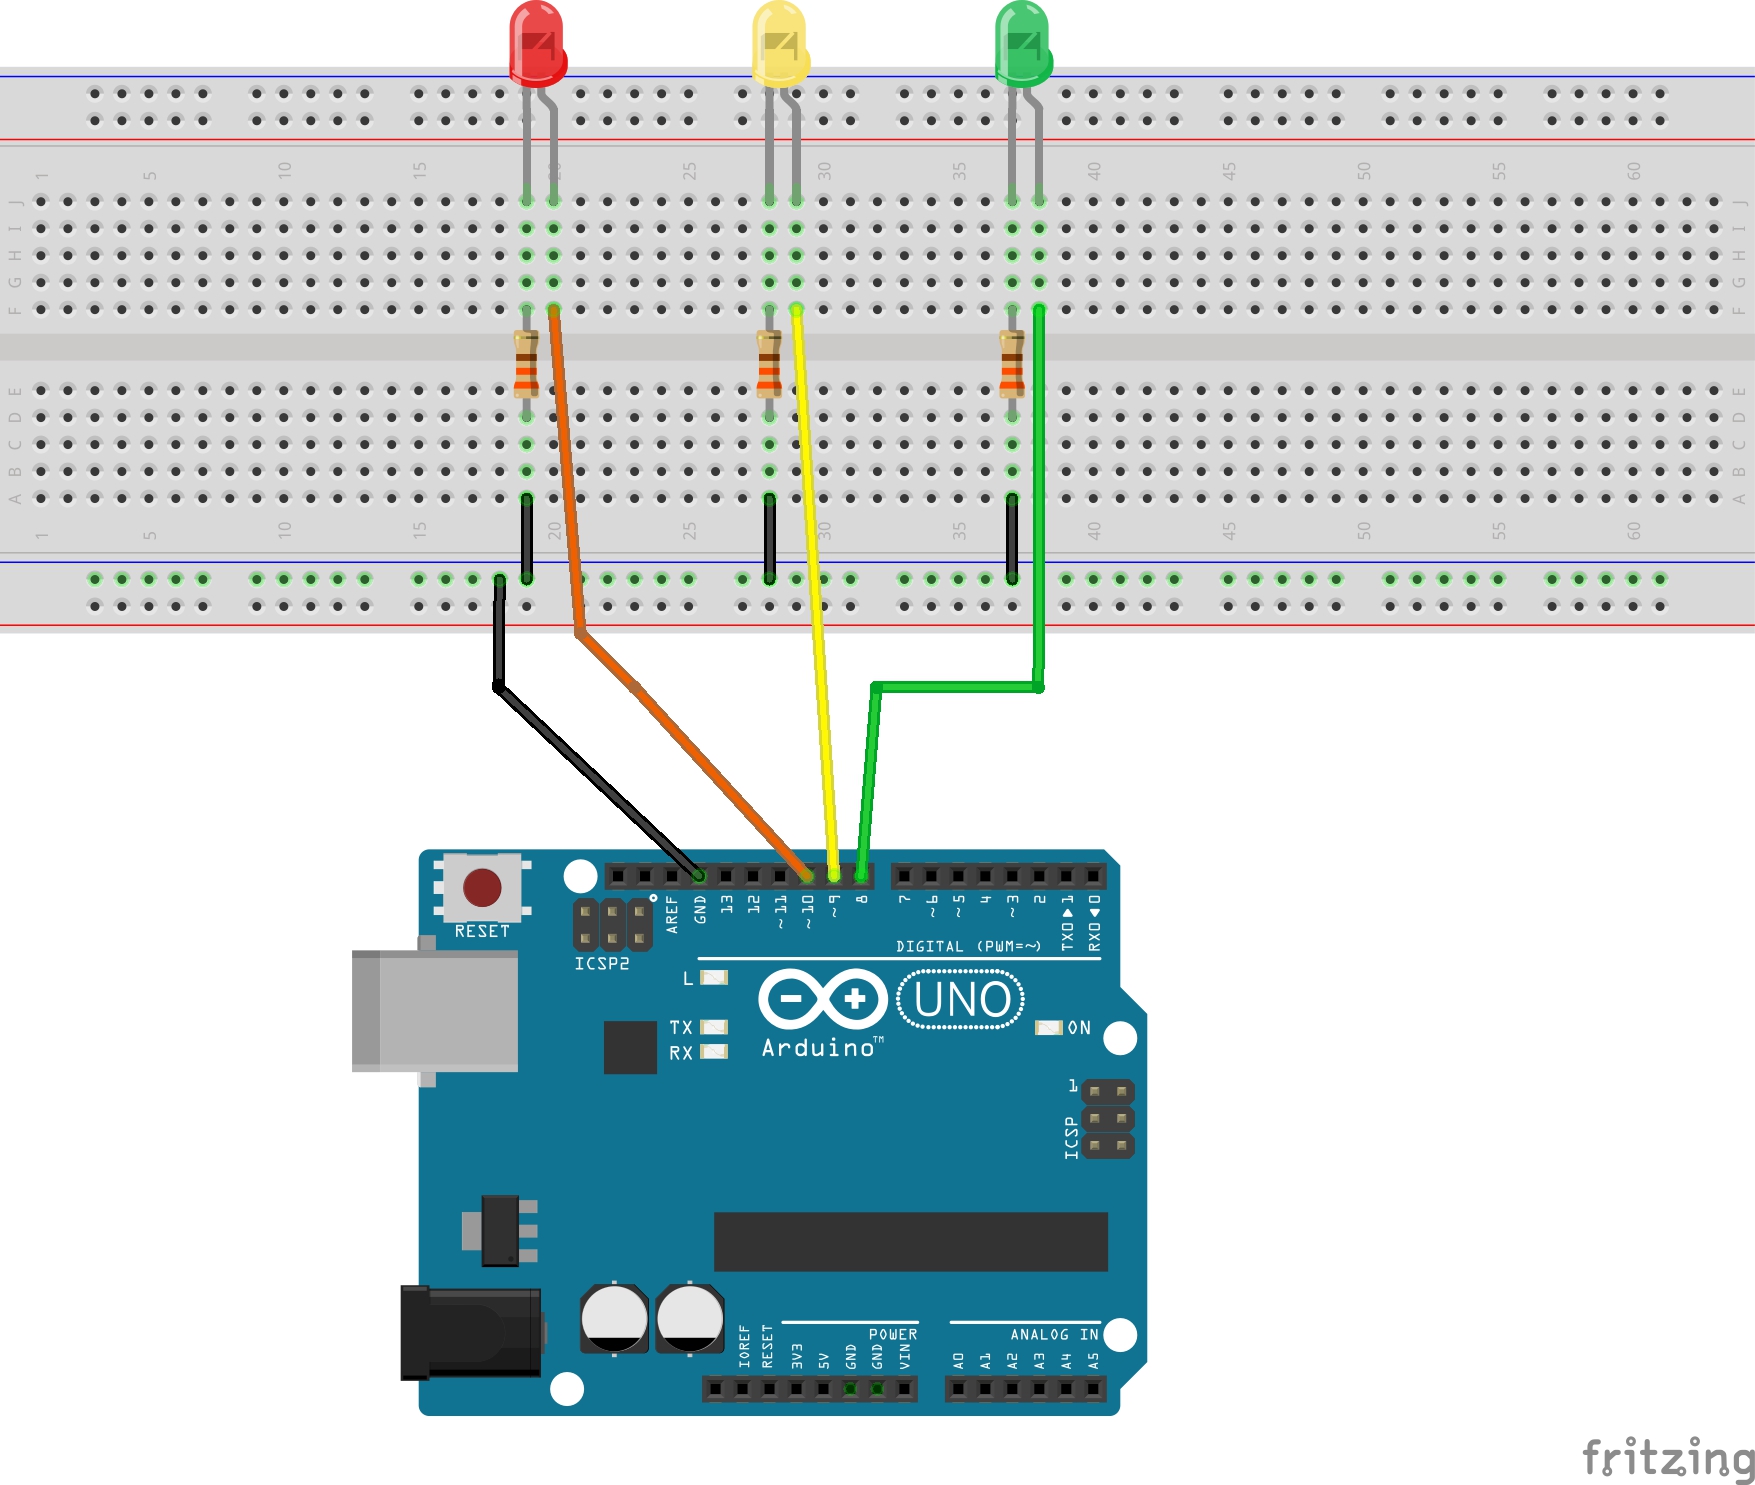 1 5 10 15 20 25 30 35 40 45 50 55 60
J J
I I
H H
G G
F F
E E
D D
C C
B B
A A
1 5 10 15 20 25 30 35 40 45 50 55 60
AREF GND 13 12 ~11 ~10 ~9 8 7 ~6 ~5 4 ~3 2 TX0▶1 RX0◀0
RESET
DIGITAL (PWM=~)
ICSP2
L
UNO
TX
ON
RX
Arduino™
1
ICSP
POWER
ANALOG IN
IOREF RESET 3V3 5V GND GND VIN A0 A1 A2 A3 A4 A5
fritzing